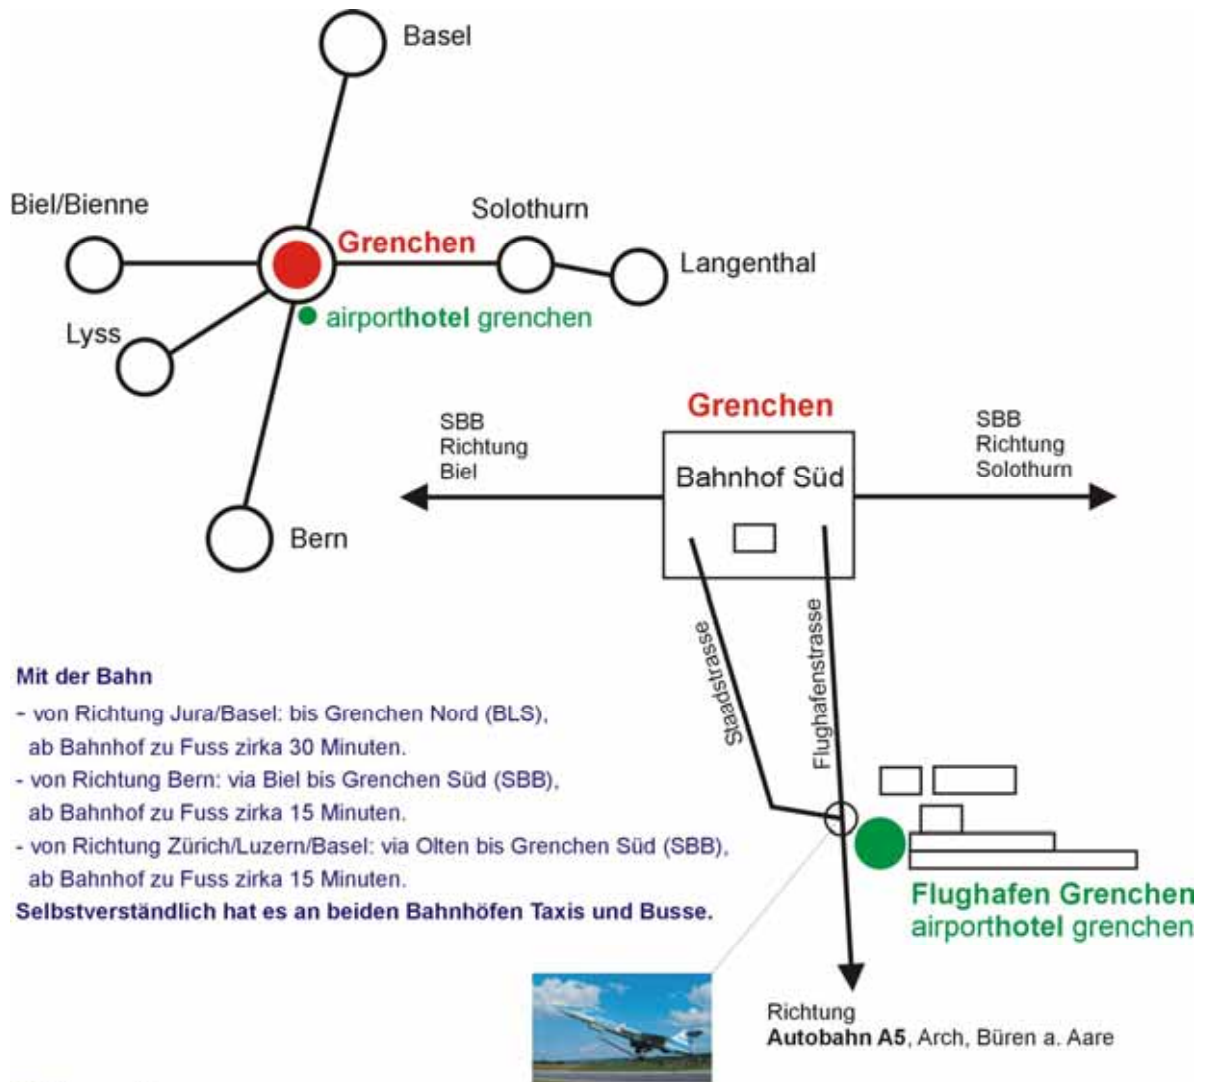 Basel
Biel/Bienne
Solothurn
Grenchen
Langenthal
airporthotel grenchen
Lyss
Bern
Grenchen
SBB
Richtung
Biel
Bahnhof Süd
SBB
Richtung
Solothurn
Staadstrasse
Flughafenstrasse
Mit der Bahn
- von Richtung Jura/Basel: bis Grenchen Nord (BLS),
ab Bahnhof zu Fuss zirka 30 Minuten.
- von Richtung Bern: via Biel bis Grenchen Süd (SBB),
ab Bahnhof zu Fuss zirka 15 Minuten.
- von Richtung Zürich/Luzern/Basel: via Olten bis Grenchen Süd (SBB),
ab Bahnhof zu Fuss zirka 15 Minuten.
Selbstverständlich hat es an beiden Bahnhöfen Taxis und Busse.
Flughafen Grenchen
airporthotel grenchen
Richtung
Autobahn A5, Arch, Büren a. Aare